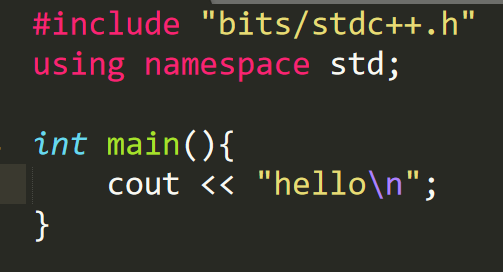 #include "bits/stdc++.h"
using namespace std;
int main(){
cout << "hello\n";
}